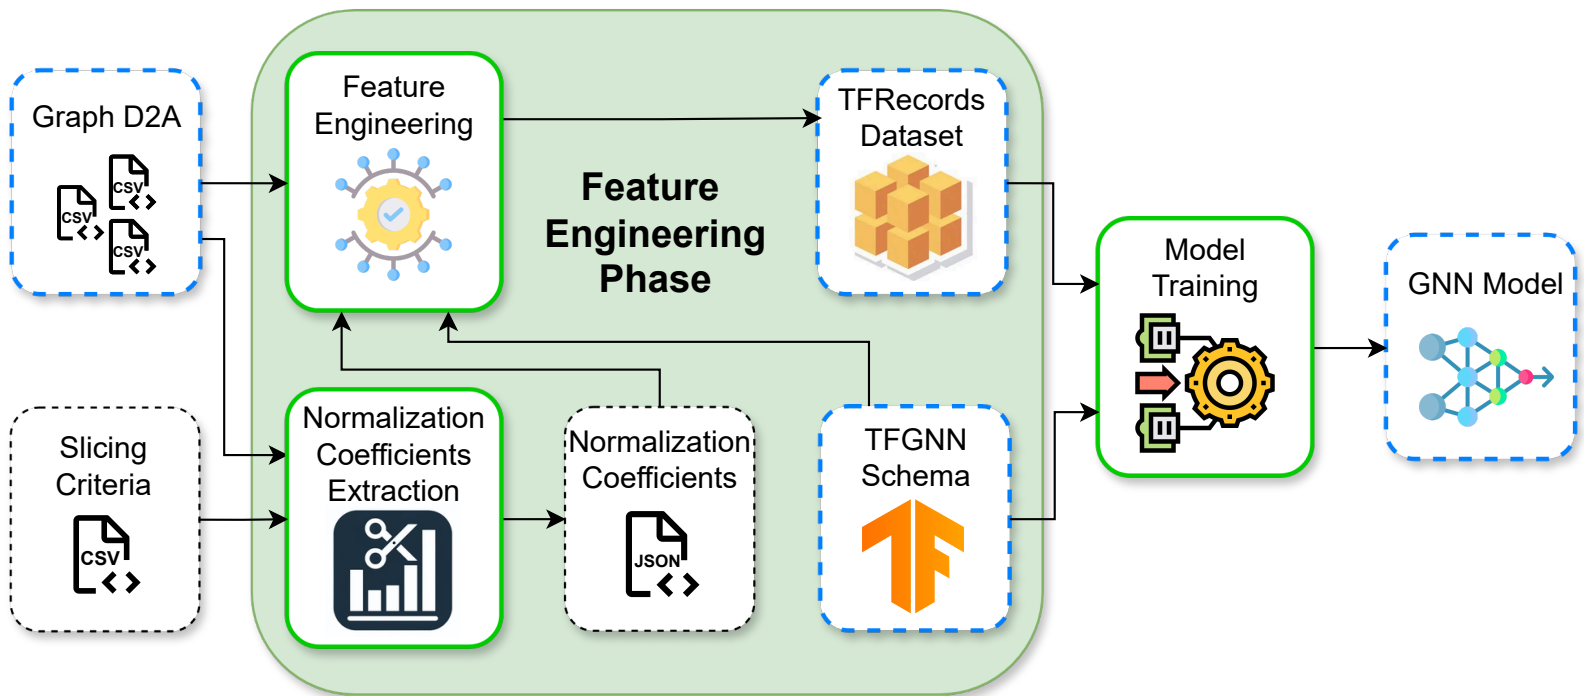 Graph D2A
CSV
CSV
CSV
Slicing
Criteria
CSV
Feature
Engineering
Normalization
Coefficients
Extraction
Feature
Engineering
Phase
Normalization
Coefficients
JSON
TFRecords
Dataset
TFGNN
Schema
Model
Training
GNN Model